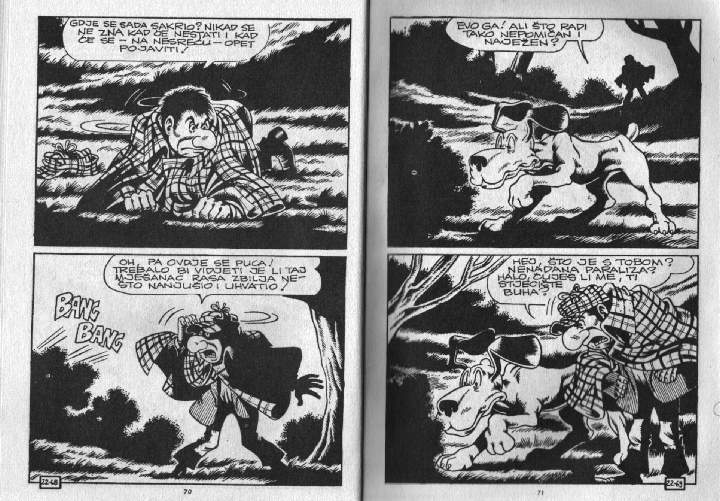 GDJE SE SADA SAKRIO? NIKAD SE
NE ZNA KAD ĆE NESTATI I KAD
ĆE SE – NA NESREĆU – OPET
POJAVITI!
OH, PA OVDJE SE PUCA!
TREBALO BI VIDJETI JE LI TAJ
MJEŠANAC RASA ZBILJA NE-
ŠTO NANJUŠIO I UHVATIO!
BANG
BANG
22-68
70
EVO GA! ALI ŠTO RADI
TAKO NEPOMIČAN I
NAJEŽEN?
HEJ, ŠTO JE S TOBOM?
NENADANA PARALIZA?
HALO, ČUJEŠ LI ME, TI
STJECIŠTE
BUHA?
22-69
71